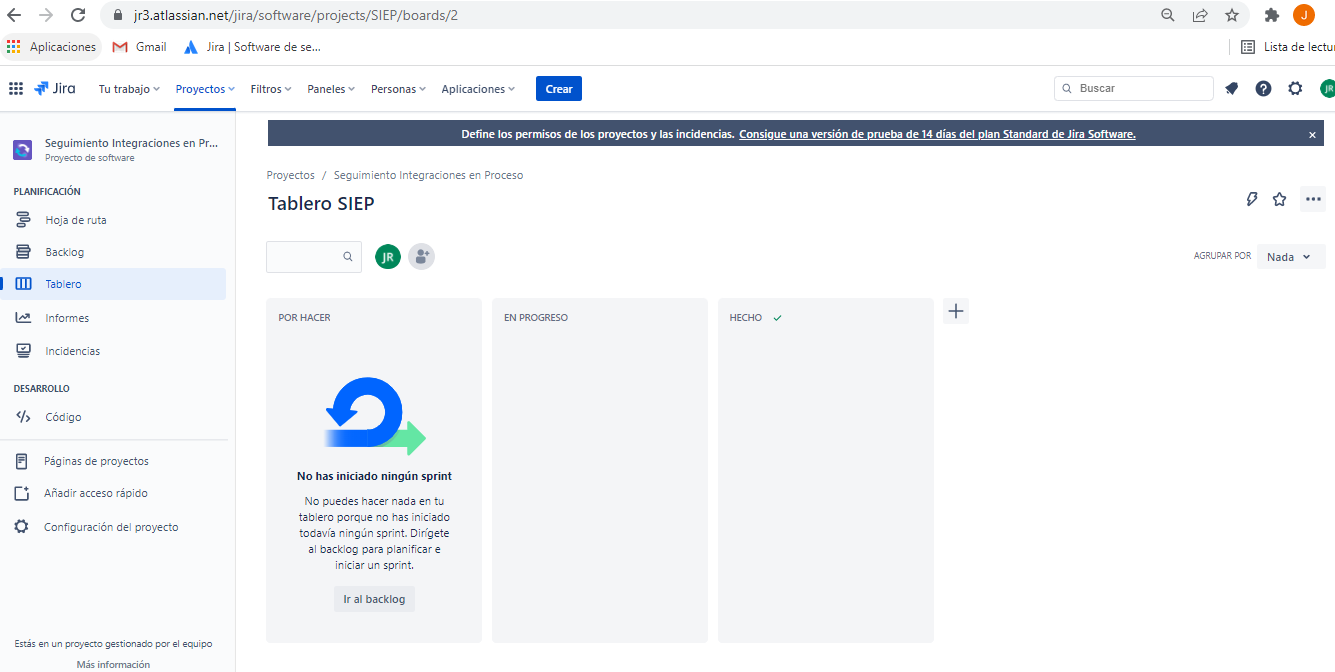 jr3.atlassian.net/jira/software/projects/SIEP/boards/2
J
Aplicaciones
Gmail
Jira | Software de se...
Lista de lectu
Jira
Tu trabajo
Proyectos
Filtros
Paneles
Personas
Aplicaciones
Crear
Buscar
JR
Seguimiento Integraciones en Pr...
Proyecto de software
PLANIFICACIÓN
Hoja de ruta
Backlog
Tablero
Informes
Incidencias
DESARROLLO
Código
Páginas de proyectos
Añadir acceso rápido
Configuración del proyecto
Estás en un proyecto gestionado por el equipo
Más información
Define los permisos de los proyectos y las incidencias. Consigue una versión de prueba de 14 días del plan Standard de Jira Software.
Proyectos / Seguimiento Integraciones en Proceso
Tablero SIEP
JR
AGRUPAR POR
Nada
POR HACER
EN PROGRESO
HECHO
No has iniciado ningún sprint
No puedes hacer nada en tu
tablero porque no has iniciado
todavía ningún sprint. Dirígete
al backlog para planificar e
iniciar un sprint.
Ir al backlog